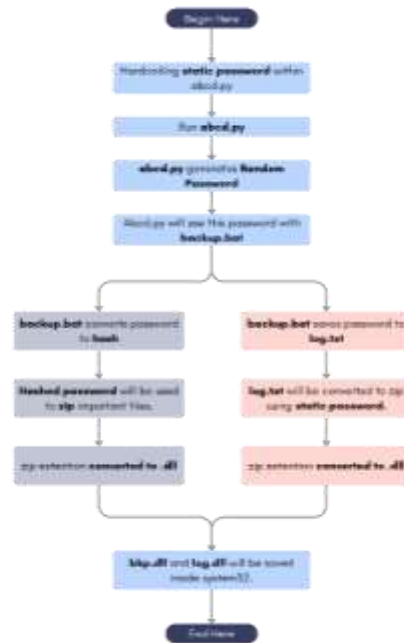 Begin Here
Hardcoding static password within
abcd.py
Run abcd.py
abcd.py generates Random
Password
Abcd.py will use this password with
backup.bat
backup.bat converts password
to hash
backup.bat saves password to
log.txt
Hashed password will be used
to zip important files.
log.txt will be converted to zip
using static password.
zip extention converted to .dll
zip extention converted to .dll
bkp.dll and log.dll will be saved
inside system32.
End Here